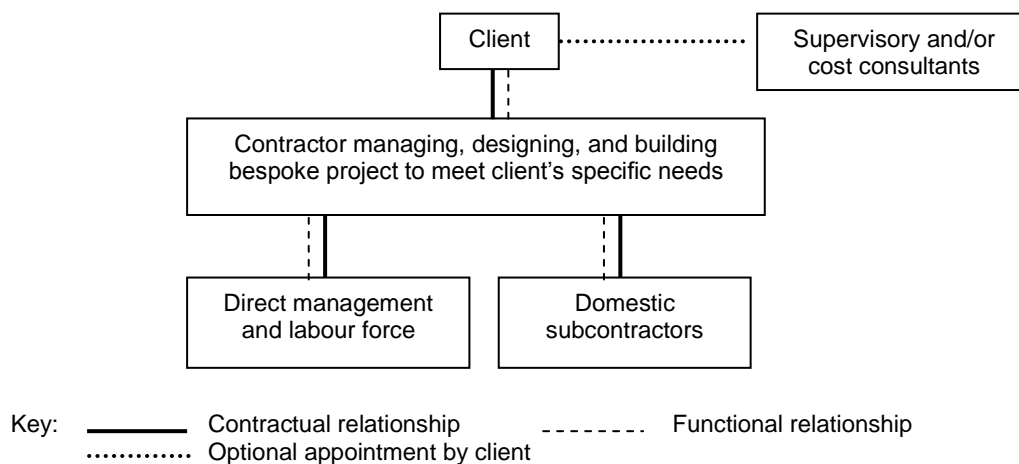 Client
Supervisory and/or
cost consultants
Contractor managing, designing, and building
bespoke project to meet client's specific needs
Direct management
and labour force
Domestic
subcontractors
Key: Contractual relationship Functional relationship
Optional appointment by client